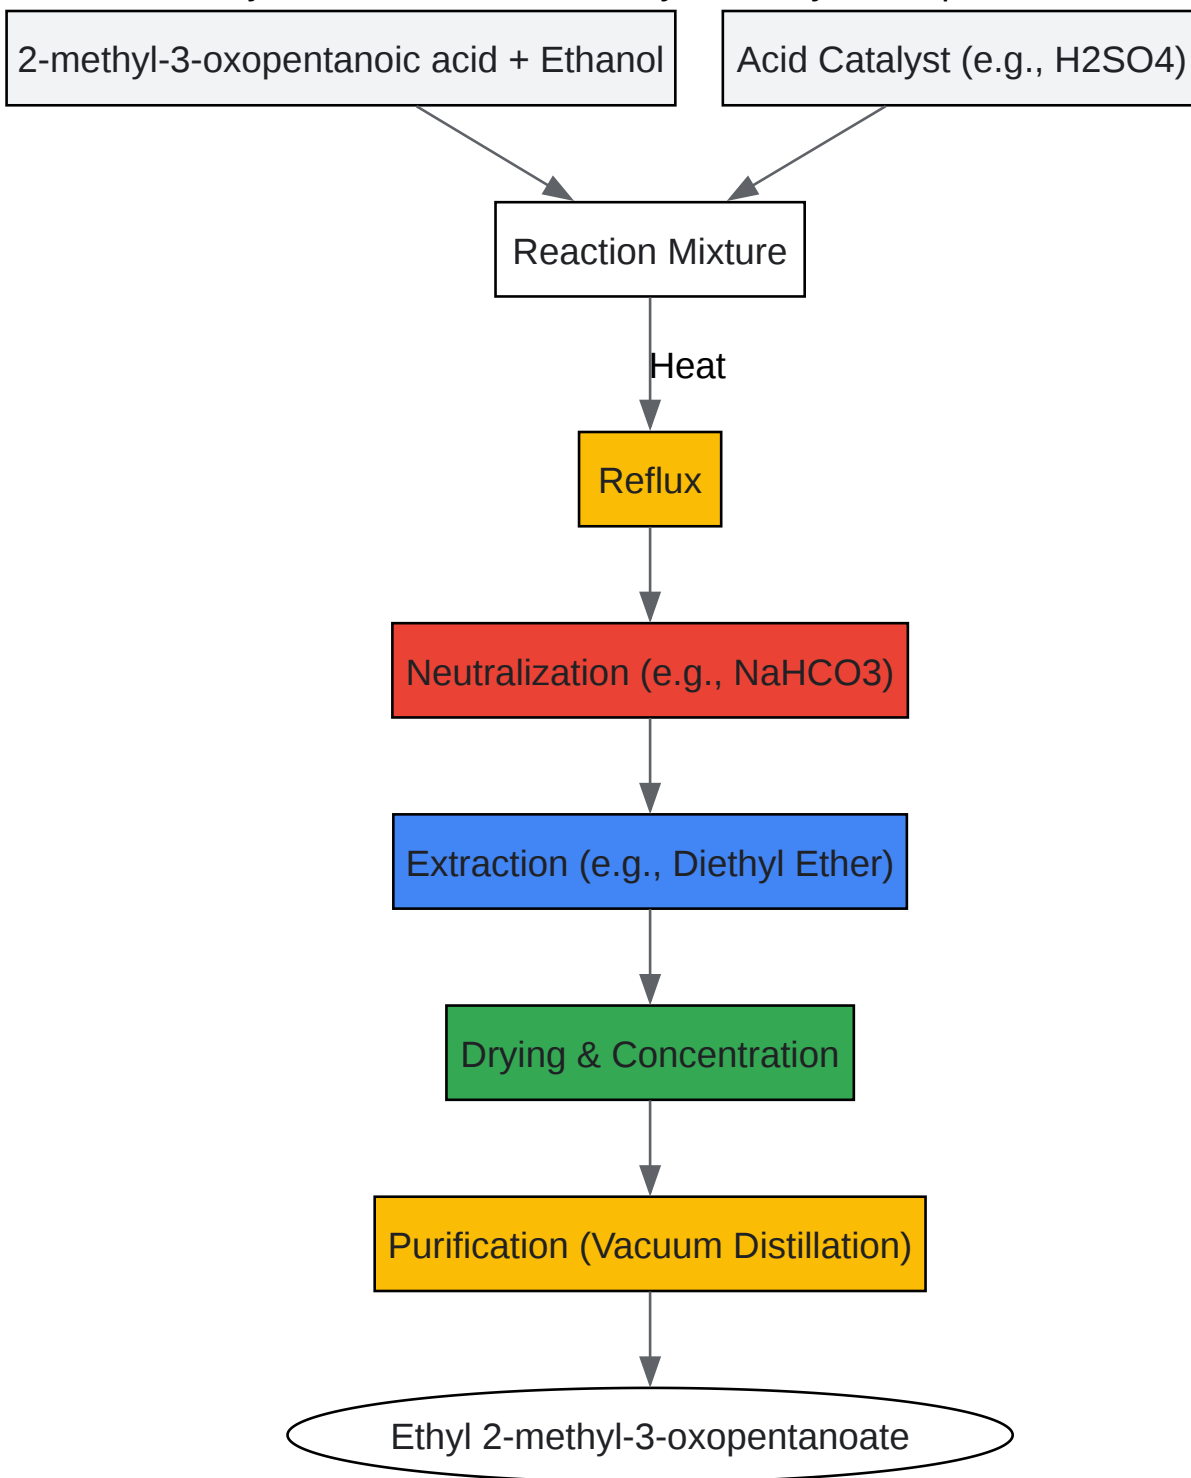 2-methyl-3-oxopentanoic acid + Ethanol
Acid Catalyst (e.g., H2SO4)
Reaction Mixture
Heat
Reflux
Neutralization (e.g., NaHCO3)
Extraction (e.g., Diethyl Ether)
Drying & Concentration
Purification (Vacuum Distillation)
Ethyl 2-methyl-3-oxopentanoate